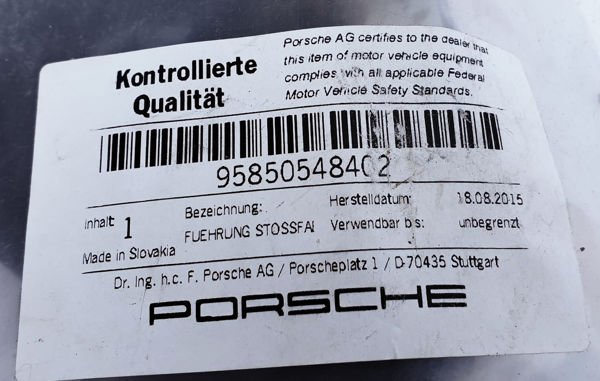 Kontrollierte
Qualität
Porsche AG certifies to the dealer that
this item of motor vehicle equipment
complies with all applicable Federal
Motor Vehicle Safety Standards.
95850548402
Inhalt: 1
Bezeichnung:
Herstelldatum: 18.08.2015
FUEHRUNG STOSSFAI
Verwendbar bis: unbegrenzt
Made in Slovakia
Dr. Ing. h.c. F. Porsche AG / Porscheplatz 1 / D-70435 Stuttgart
PORSCHE